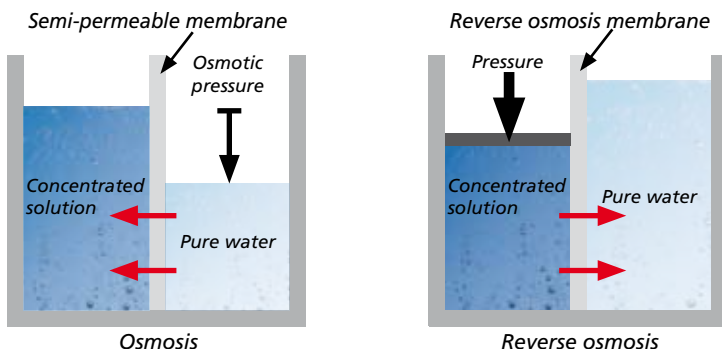 Semi-permeable membrane
Osmotic
pressure
Concentrated
solution
Pure water
Osmosis
Reverse osmosis membrane
Pressure
Concentrated
solution
Pure water
Reverse osmosis